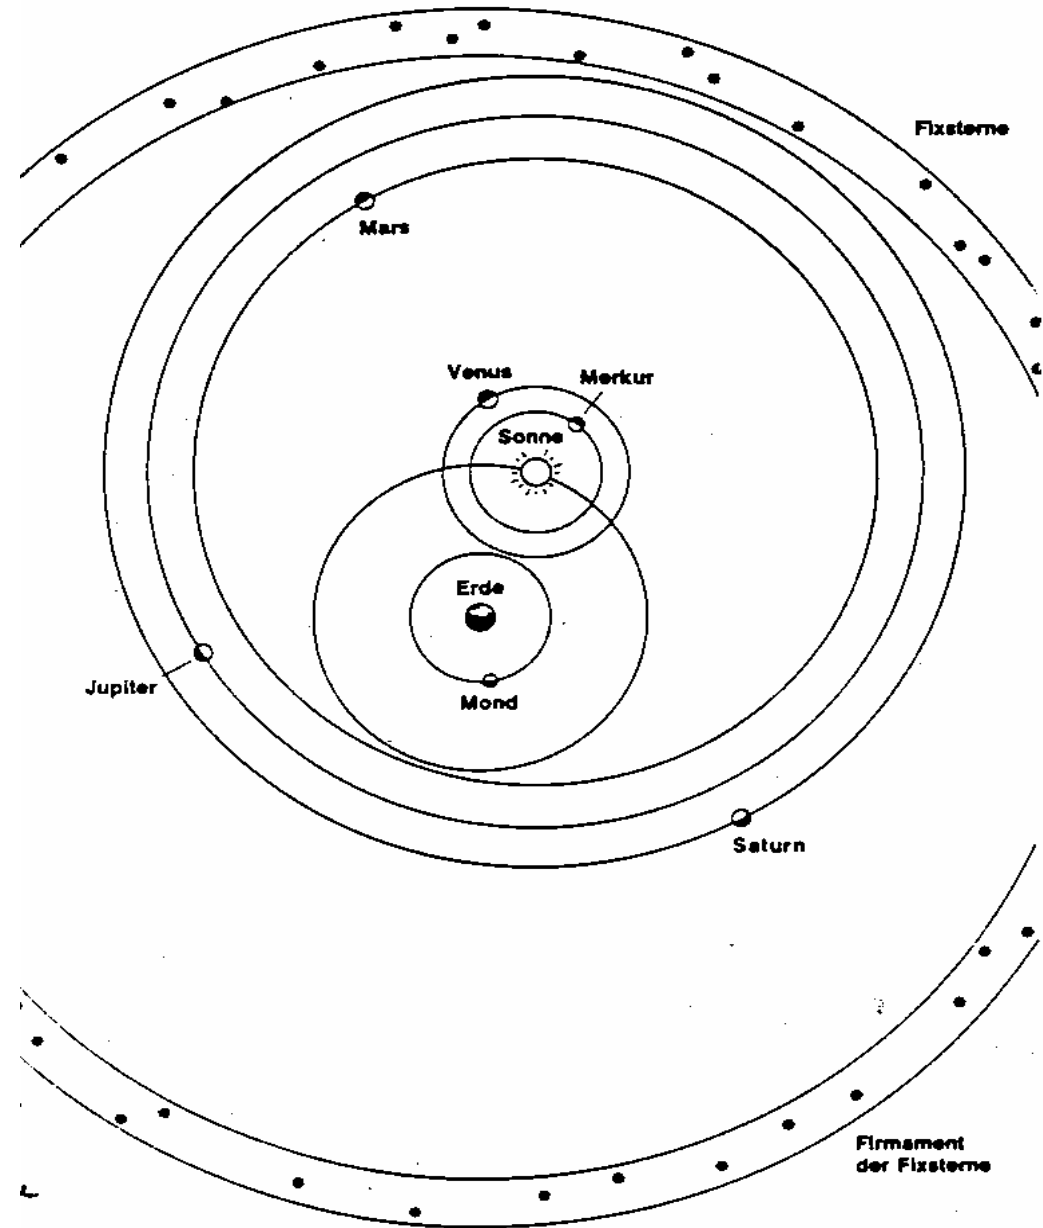 Fixsterne
Mars
Venus
Merkur
Sonne
Erde
Jupiter
Mond
Saturn
Firmament
der Fixsterne